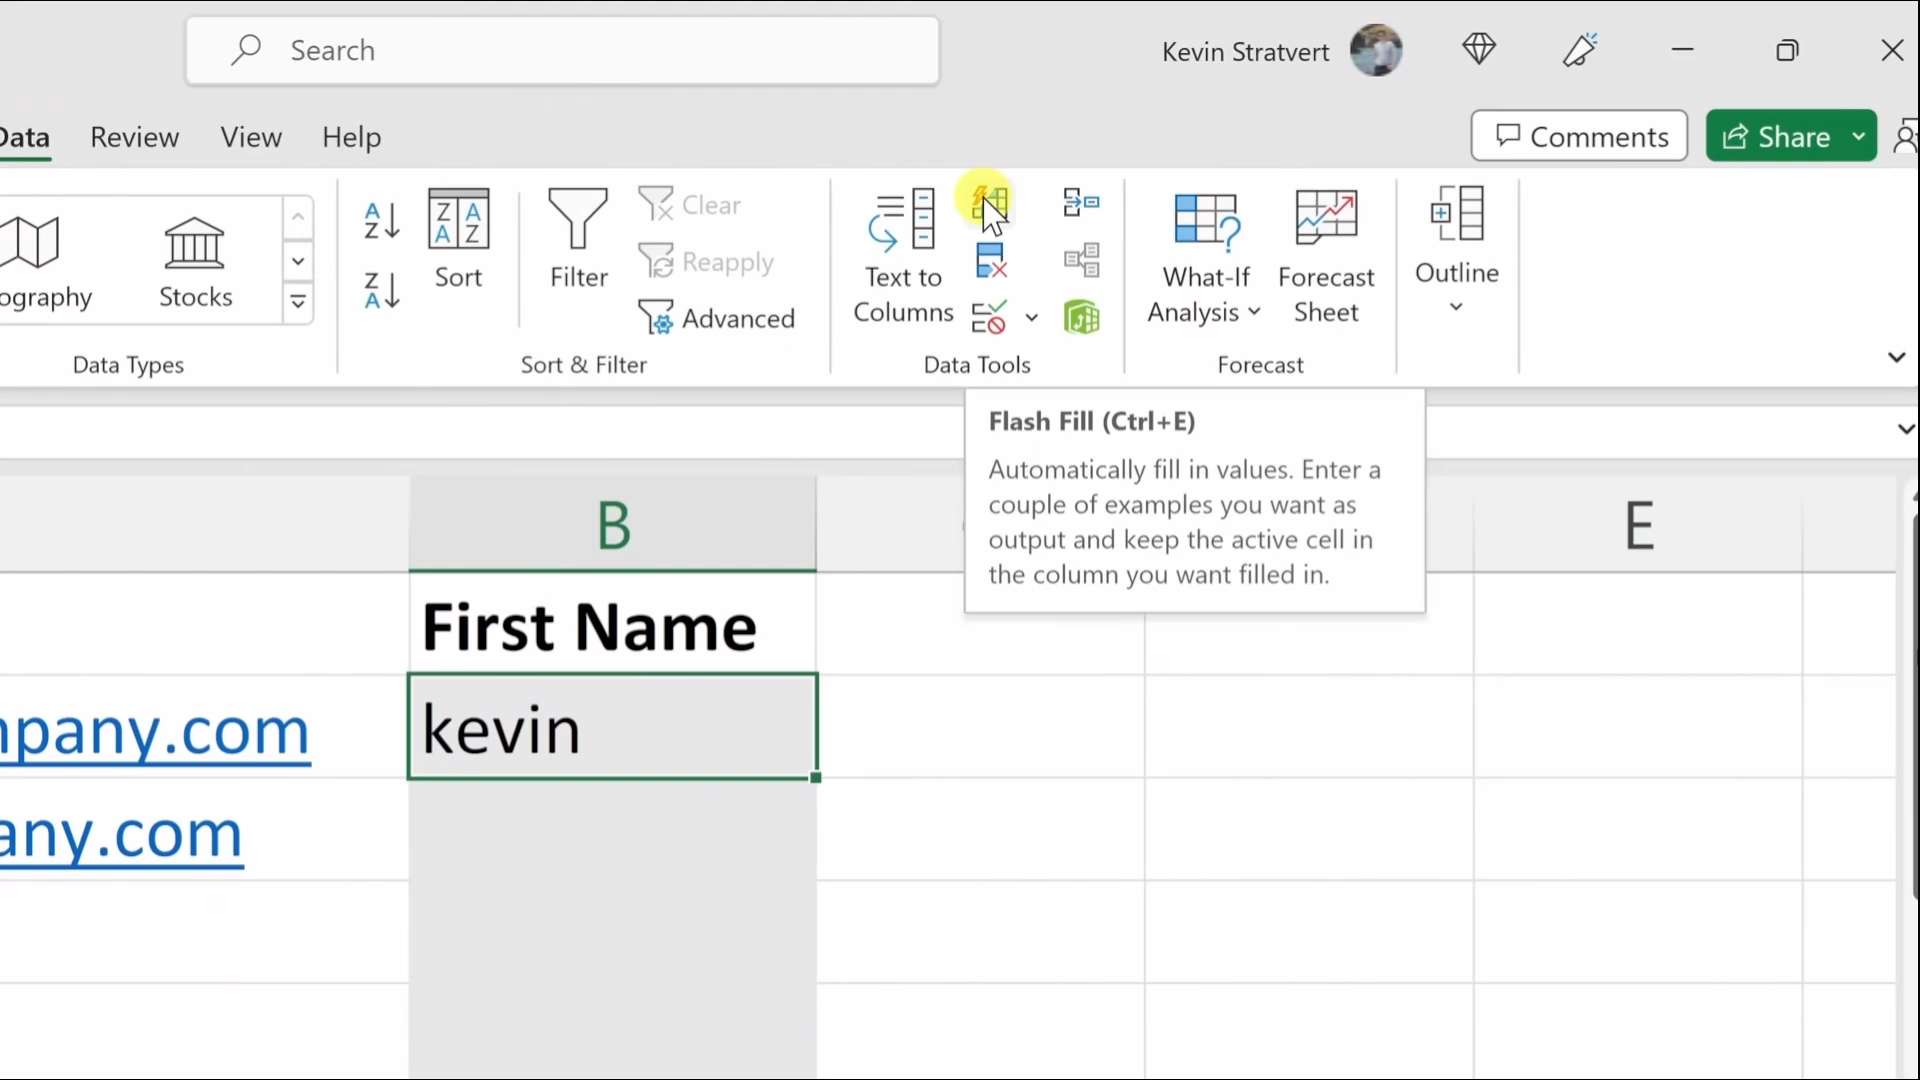 Search
Kevin Stratvert
Data Review View Help
Comments
Share
ography
Stocks
Data Types
Sort
Filter
Clear
Reapply
Advanced
Sort & Filter
Text to
Columns
Data Tools
What-If
Analysis
Forecast
Sheet
Forecast
Outline
Flash Fill (Ctrl+E)
Automatically fill in values. Enter a
couple of examples you want as
output and keep the active cell in
the column you want filled in.
B
E
First Name
mpany.com
kevin
any.com